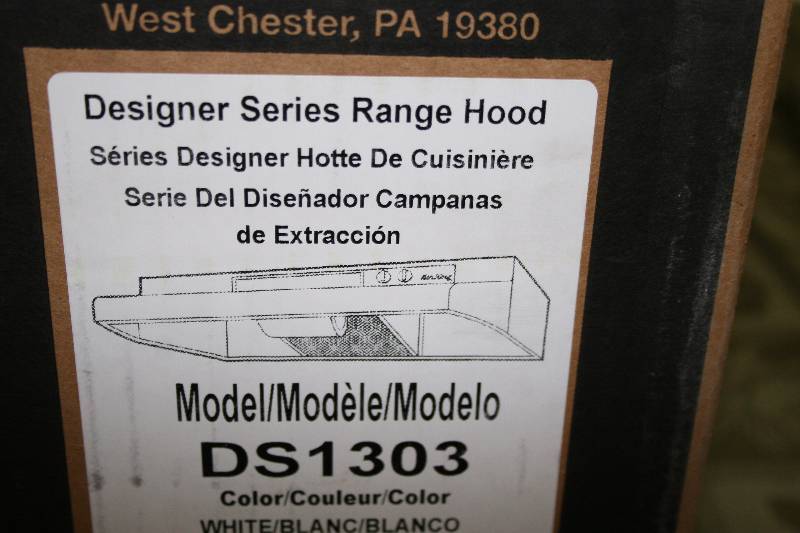 West Chester, PA 19380
Designer Series Range Hood
Séries Designer Hotte De Cuisinière
Serie Del Diseñador Campanas
de Extracción
Model/Modèle/Modelo
DS1303
Color/Couleur/Color
WHITE/BLANC/BLANCO